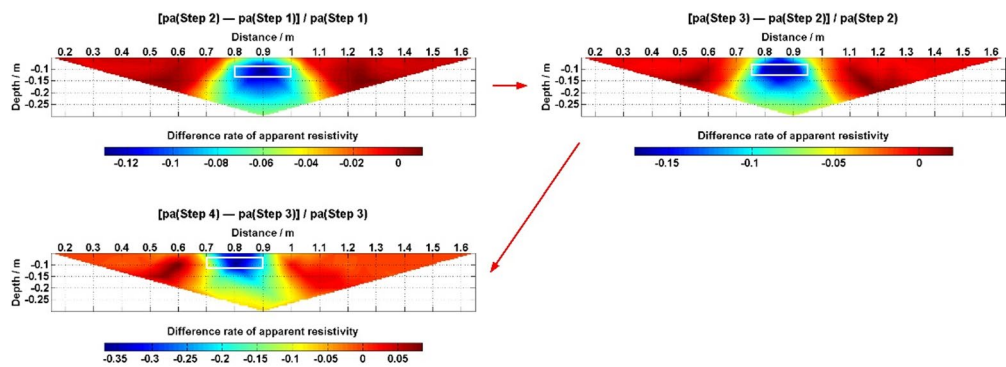 [pa(Step 2) — pa(Step 1)] / pa(Step 1)
Distance / m
0.2 0.3 0.4 0.5 0.6 0.7 0.8 0.9 1 1.1 1.2 1.3 1.4 1.5 1.6
Depth / m
-0.1
-0.15
-0.25
Difference rate of apparent resistivity
-0.12 -0.1 -0.08 -0.06 -0.04 -0.02 0
[pa(Step 3) — pa(Step 2)] / pa(Step 2)
Distance / m
0.2 0.3 0.4 0.5 0.6 0.7 0.8 0.9 1 1.1 1.2 1.3 1.4 1.5 1.6
Depth / m
-0.1
-0.15
-0.25
Difference rate of apparent resistivity
-0.15 -0.1 -0.05 0
[pa(Step 4) — pa(Step 3)] / pa(Step 3)
Distance / m
0.2 0.3 0.4 0.5 0.6 0.7 0.8 0.9 1 1.1 1.2 1.3 1.4 1.5 1.6
Depth / m
-0.1
-0.15
-0.25
Difference rate of apparent resistivity
-0.35 -0.3 -0.25 -0.2 -0.15 -0.1 -0.05 0 0.05